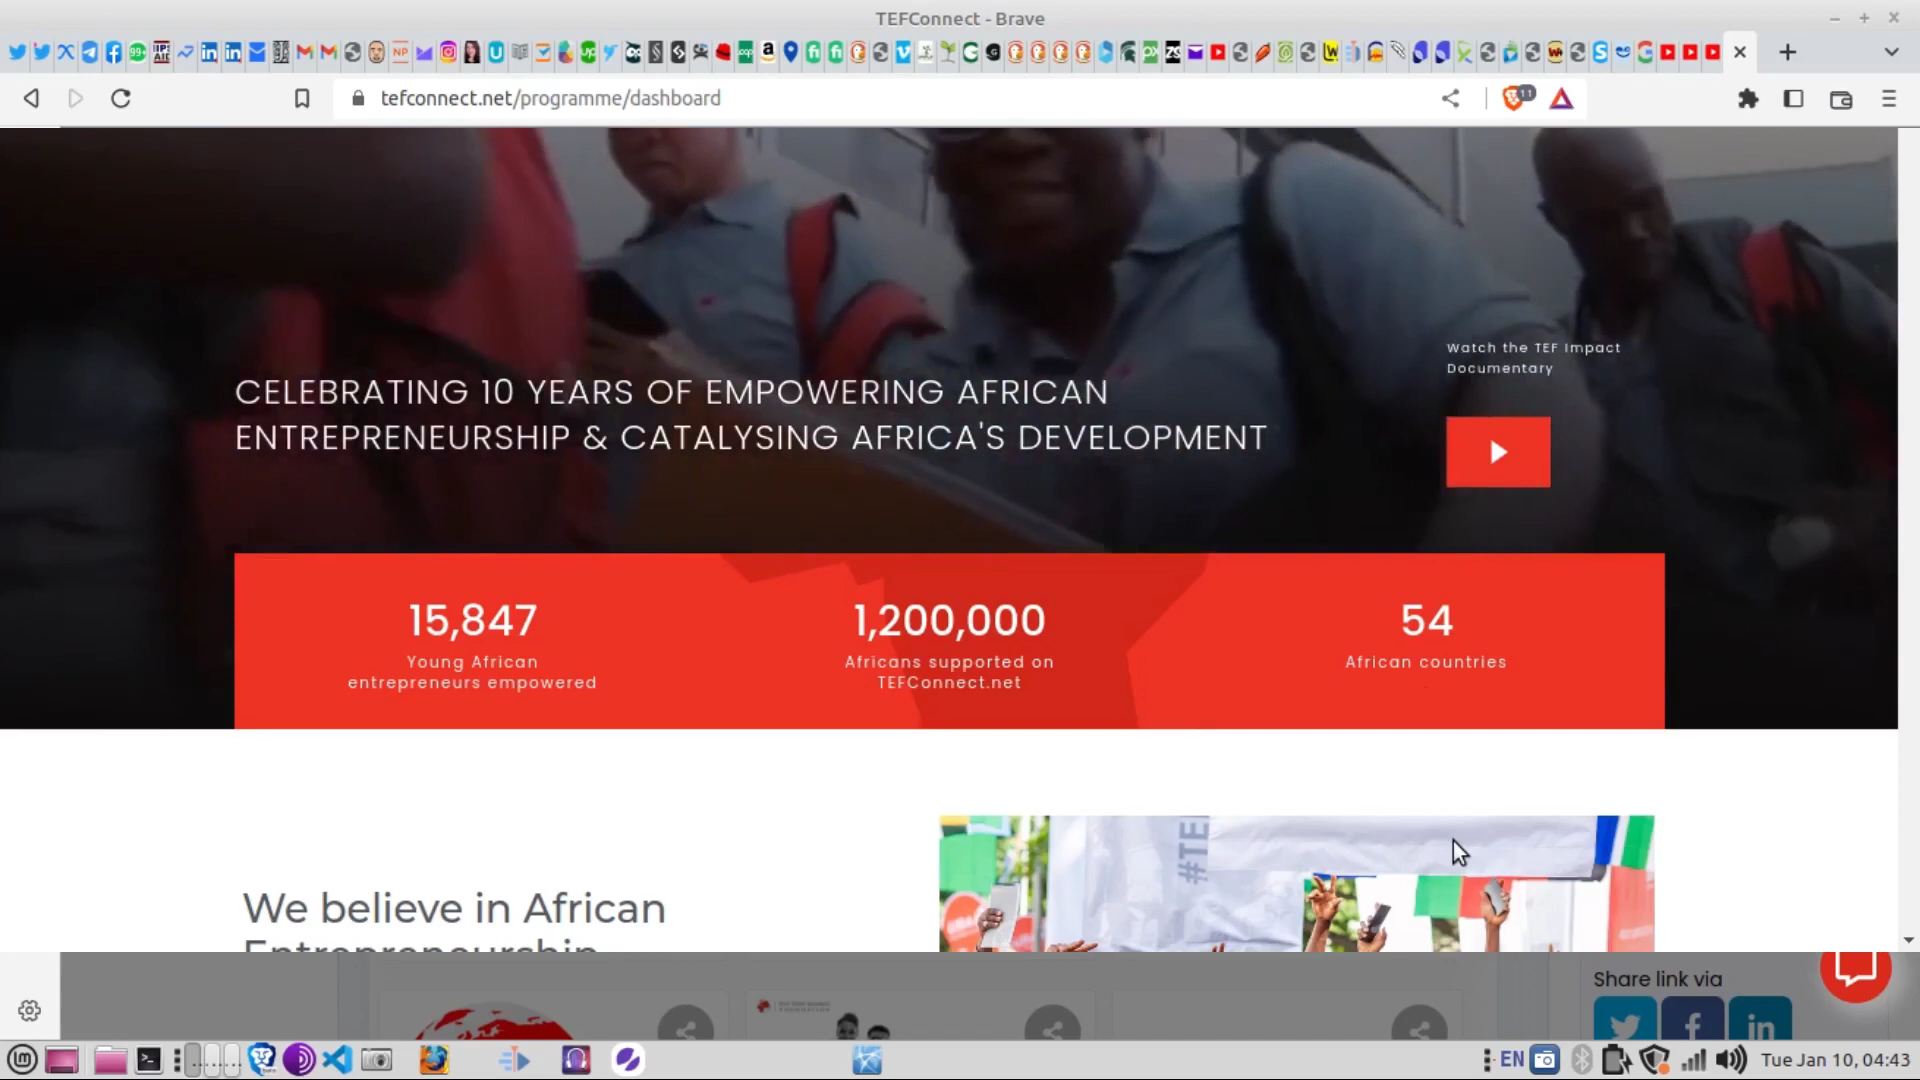 TEFConnect - Brave
tefconnect.net/programme/dashboard
11
Watch the TEF Impact
Documentary
CELEBRATING 10 YEARS OF EMPOWERING AFRICAN
ENTREPRENEURSHIP & CATALYSING AFRICA'S DEVELOPMENT
15,847
Young African
entrepreneurs empowered
1,200,000
Africans supported on
TEFConnect.net
54
African countries
#TE
We believe in African
Entrepreneurship
Share link via
EN
Tue Jan 10, 04:43